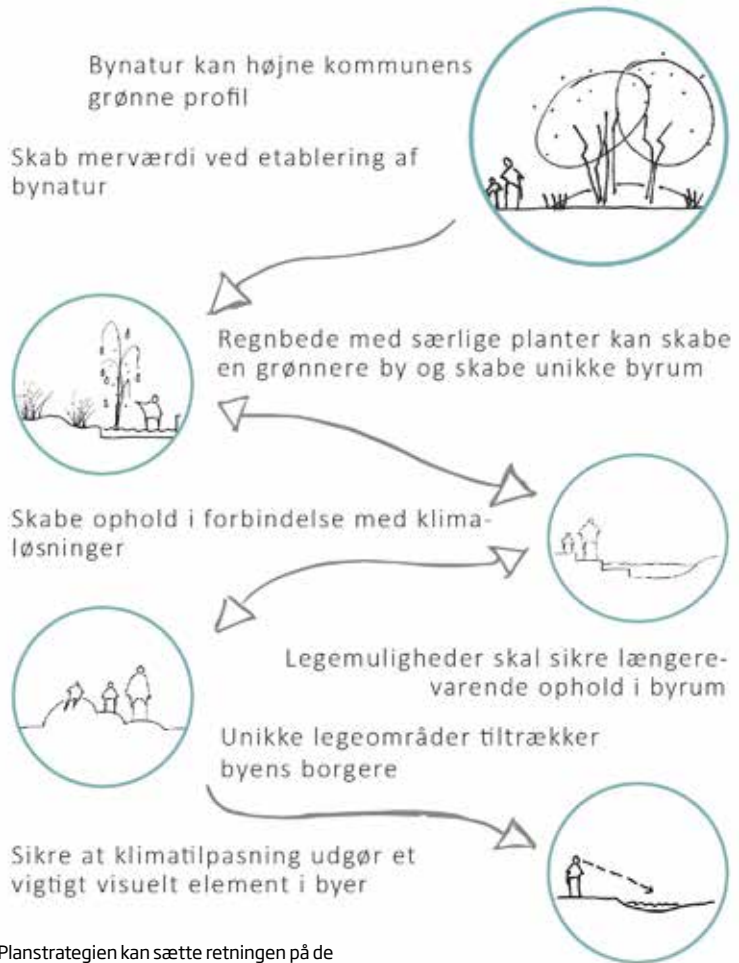 Bynatur kan højne kommunens
grønne profil
Skab merværdi ved etablering af
bynatur
Regnbede med særlige planter kan skabe
en grønnere by og skabe unikke byrum
Skabe ophold i forbindelse med klima-
løsninger
Legemuligheder skal sikre længere-
varende ophold i byrum
Unikke legeområder tiltrækker
byens borgere
Sikre at klimatilpasning udgør et
vigtigt visuelt element i byer
Planstrategien kan sætte retningen på de